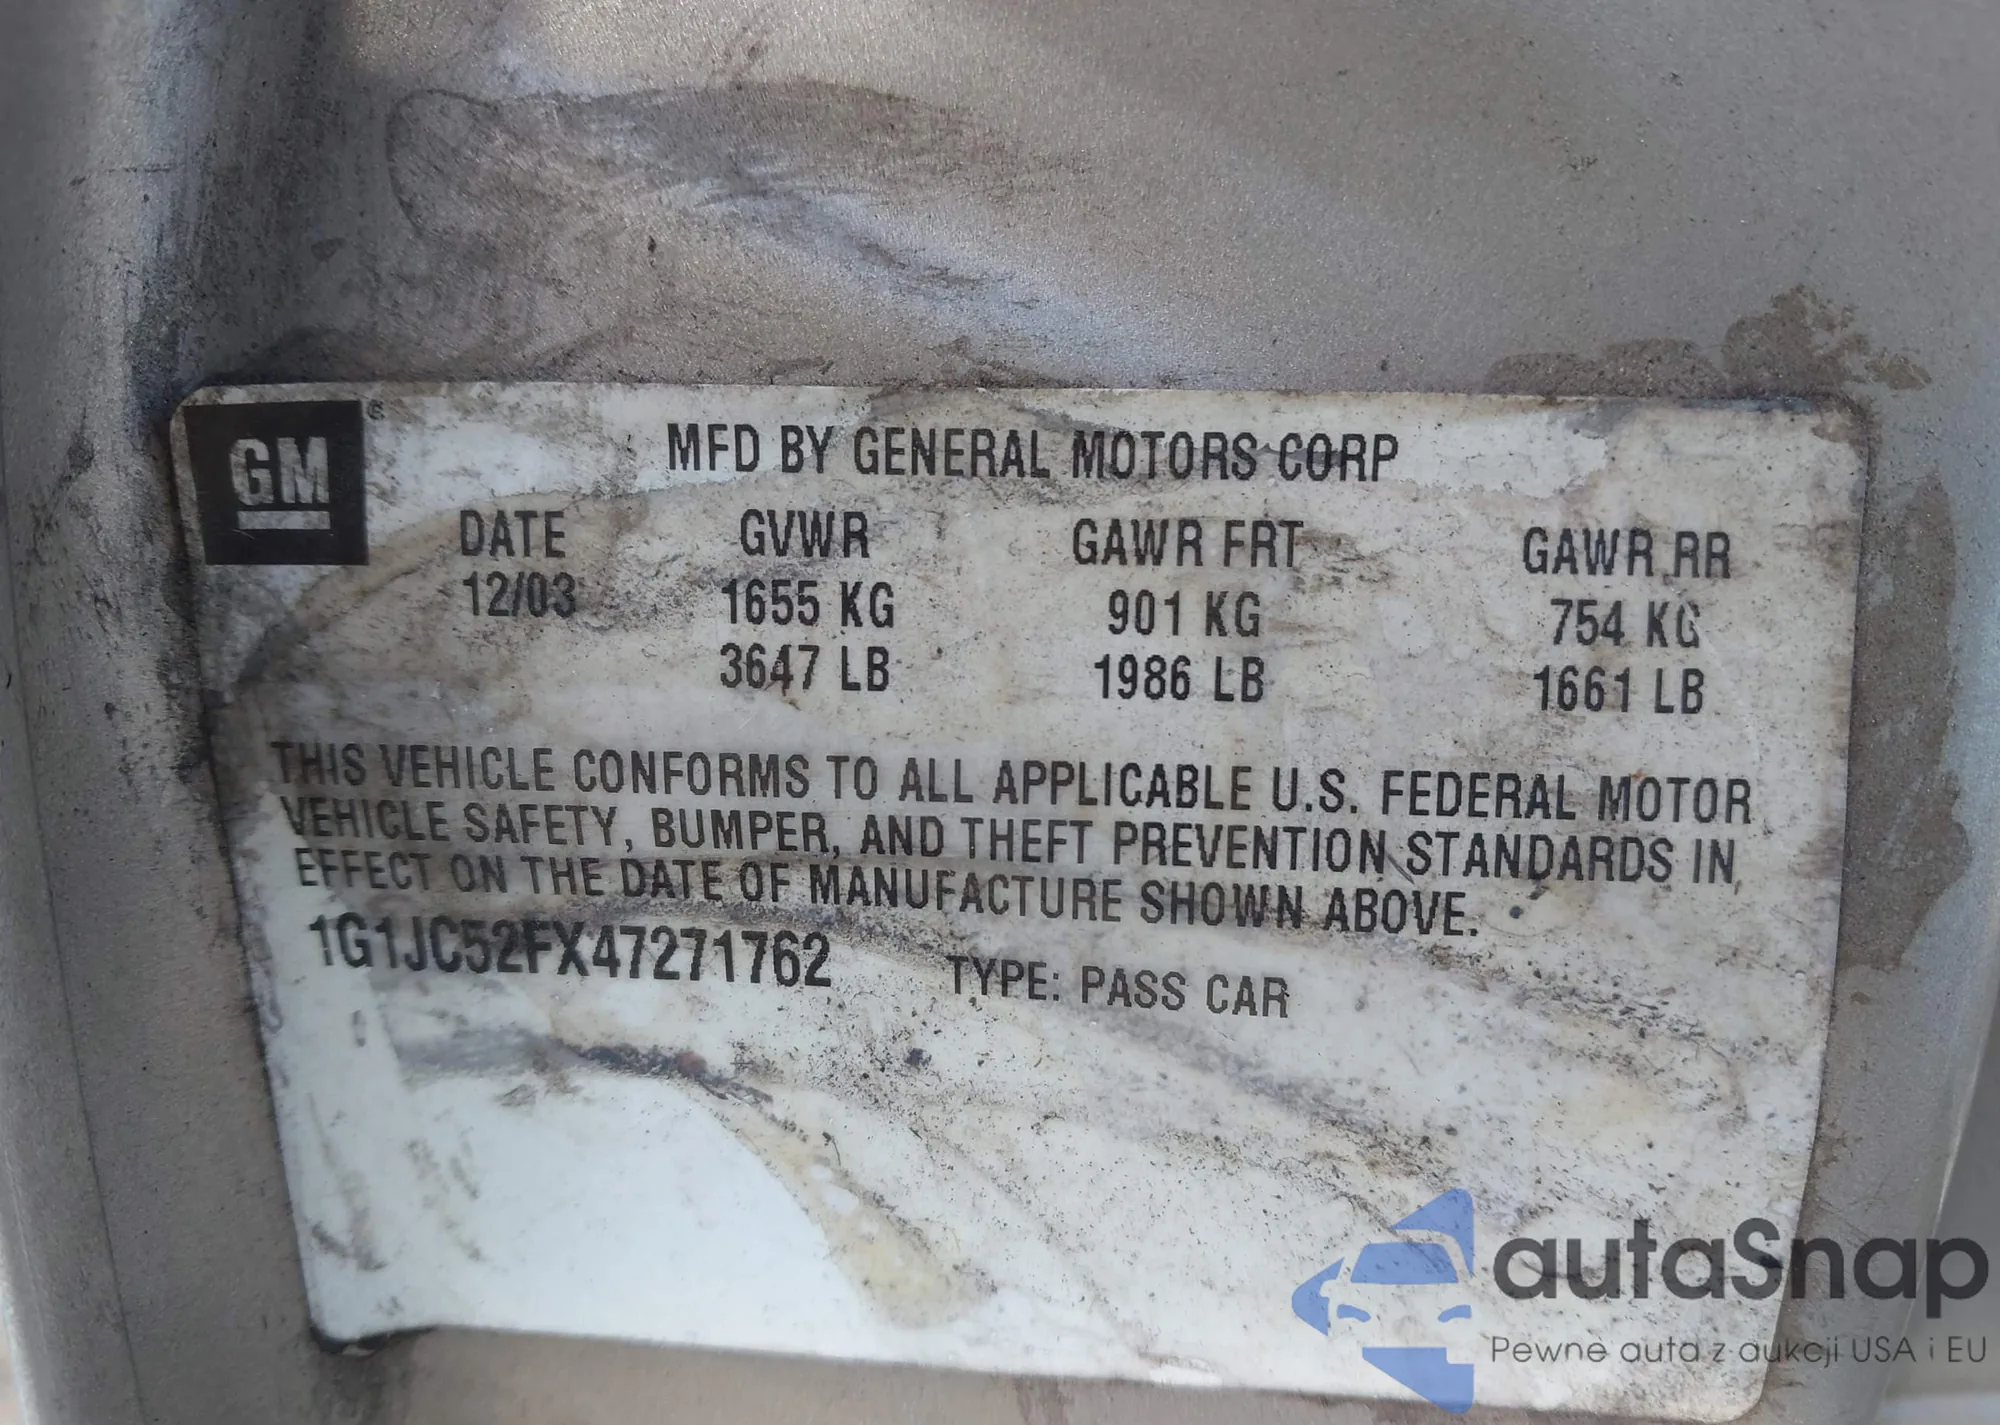 GM
MFD BY GENERAL MOTORS CORP
DATE GVWR GAWR FRT GAWR RR
12/03 1655 KG 901 KG 754 KG
3647 LB 1986 LB 1661 LB
THIS VEHICLE CONFORMS TO ALL APPLICABLE U.S. FEDERAL MOTOR
VEHICLE SAFETY, BUMPER, AND THEFT PREVENTION STANDARDS IN
EFFECT ON THE DATE OF MANUFACTURE SHOWN ABOVE.
1G1JC52FX47271762 TYPE: PASS CAR
autaSnap
Pewne auta z aukcji USA i EU